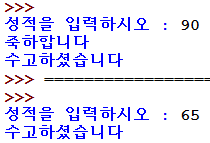 >>>
성적을 입력하시오 : 90
죽하합니다
수고하셨습니다
>>> =================
>>>
성적을 입력하시오 : 65
수고하셨습니다